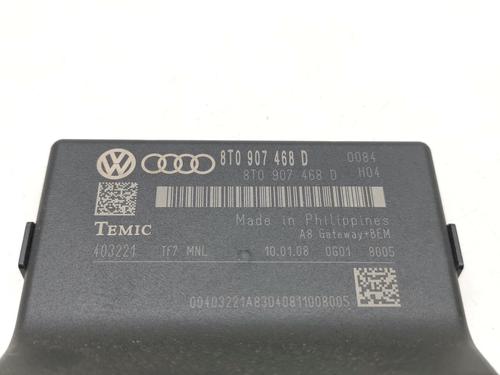 8T0 907 468 D 0084
8T0 907 468 D H04
Made in Philippines
TEMIC A8 Gateway+BEM
403221 TF7 MNL 10.01.08 0G01 8005
00403221A83040811008005